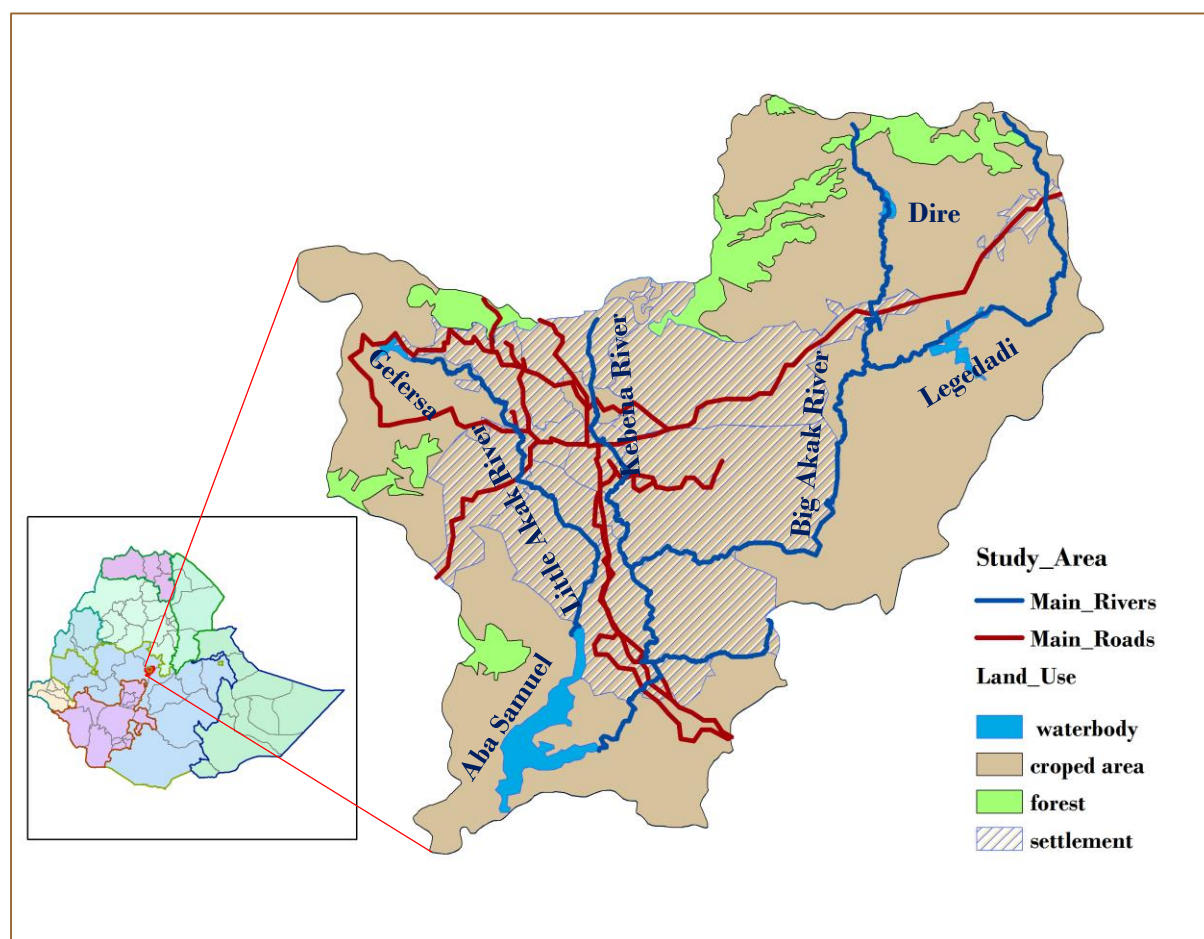 Dire
Kebena River
Gefersa
Legedadi
Big Akak River
Little Akak River
Aba Samuel
Study_Area
Main_Rivers
Main_Roads
Land_Use
waterbody
croped area
forest
settlement